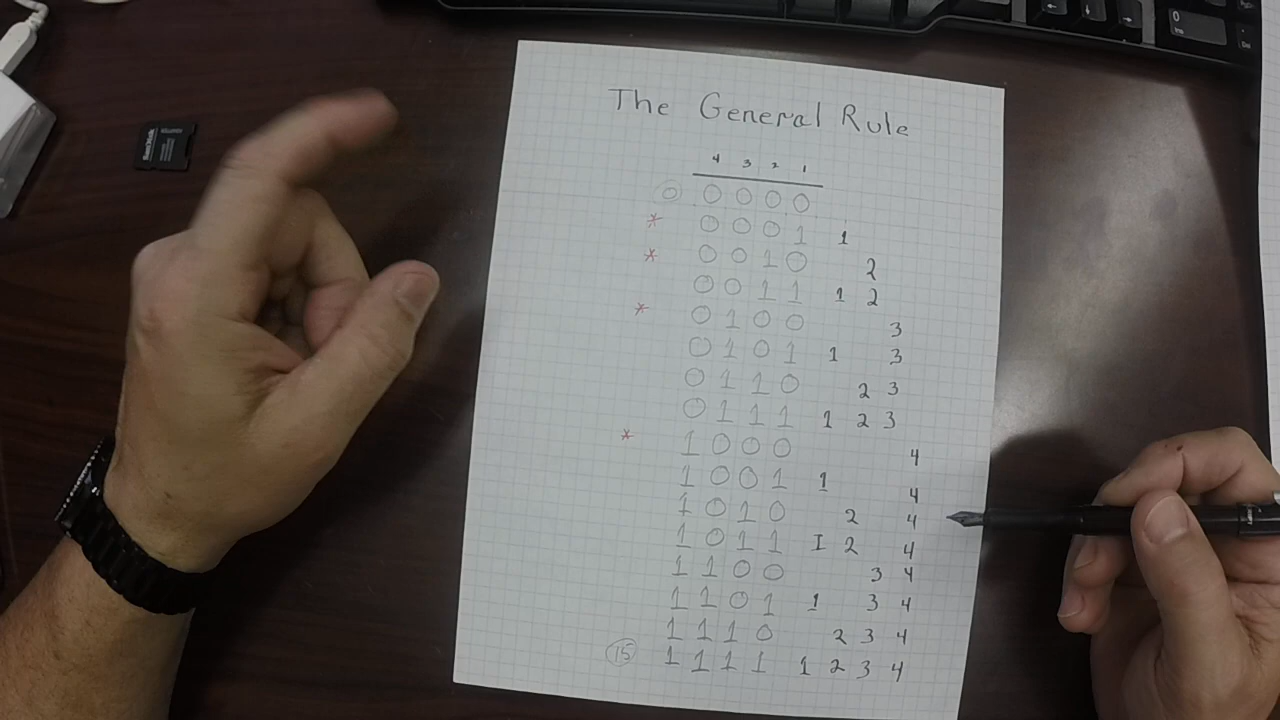 The General Rule
4 3 2 1
0 0 0 0 0
* 0 0 0 1 1
* 0 0 1 0 2
0 0 1 1 1 2
* 0 1 0 0 3
0 1 0 1 1 3
0 1 1 0 2 3
0 1 1 1 1 2 3
* 1 0 0 0 4
1 0 0 1 1 4
1 0 1 0 2 4
1 0 1 1 1 2 4
1 1 0 0 3 4
1 1 0 1 1 3 4
1 1 1 0 2 3 4
15 1 1 1 1 1 2 3 4
SanDisk
0